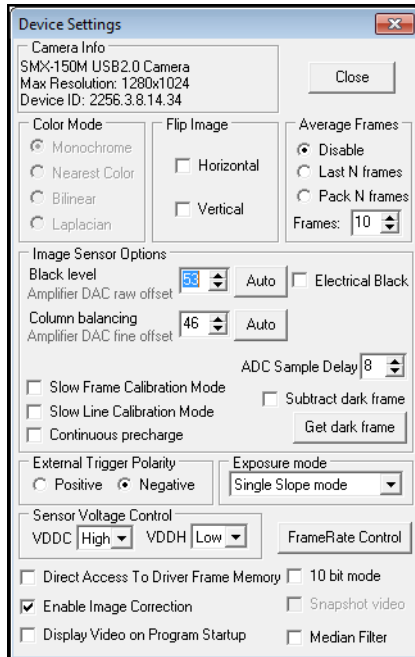 Device Settings
Camera Info
SMX-150M USB2.0 Camera
Max Resolution: 1280x1024
Device ID: 2256.3.8.14.34
Close
Color Mode
Monochrome
Nearest Color
Bilinear
Laplacian
Flip Image
Horizontal
Vertical
Average Frames
Disable
Last N frames
Pack N frames
Frames: 10
Image Sensor Options
Black level 53 Auto Electrical Black
Amplifier DAC raw offset
Column balancing 46 Auto
Amplifier DAC fine offset
ADC Sample Delay 8
Slow Frame Calibration Mode
Subtract dark frame
Slow Line Calibration Mode
Continuous precharge
Get dark frame
External Trigger Polarity
Positive Negative
Exposure mode
Single Slope mode
Sensor Voltage Control
VDDC High VDDH Low
FrameRate Control
Direct Access To Driver Frame Memory 10 bit mode
Enable Image Correction Snapshot video
Display Video on Program Startup Median Filter